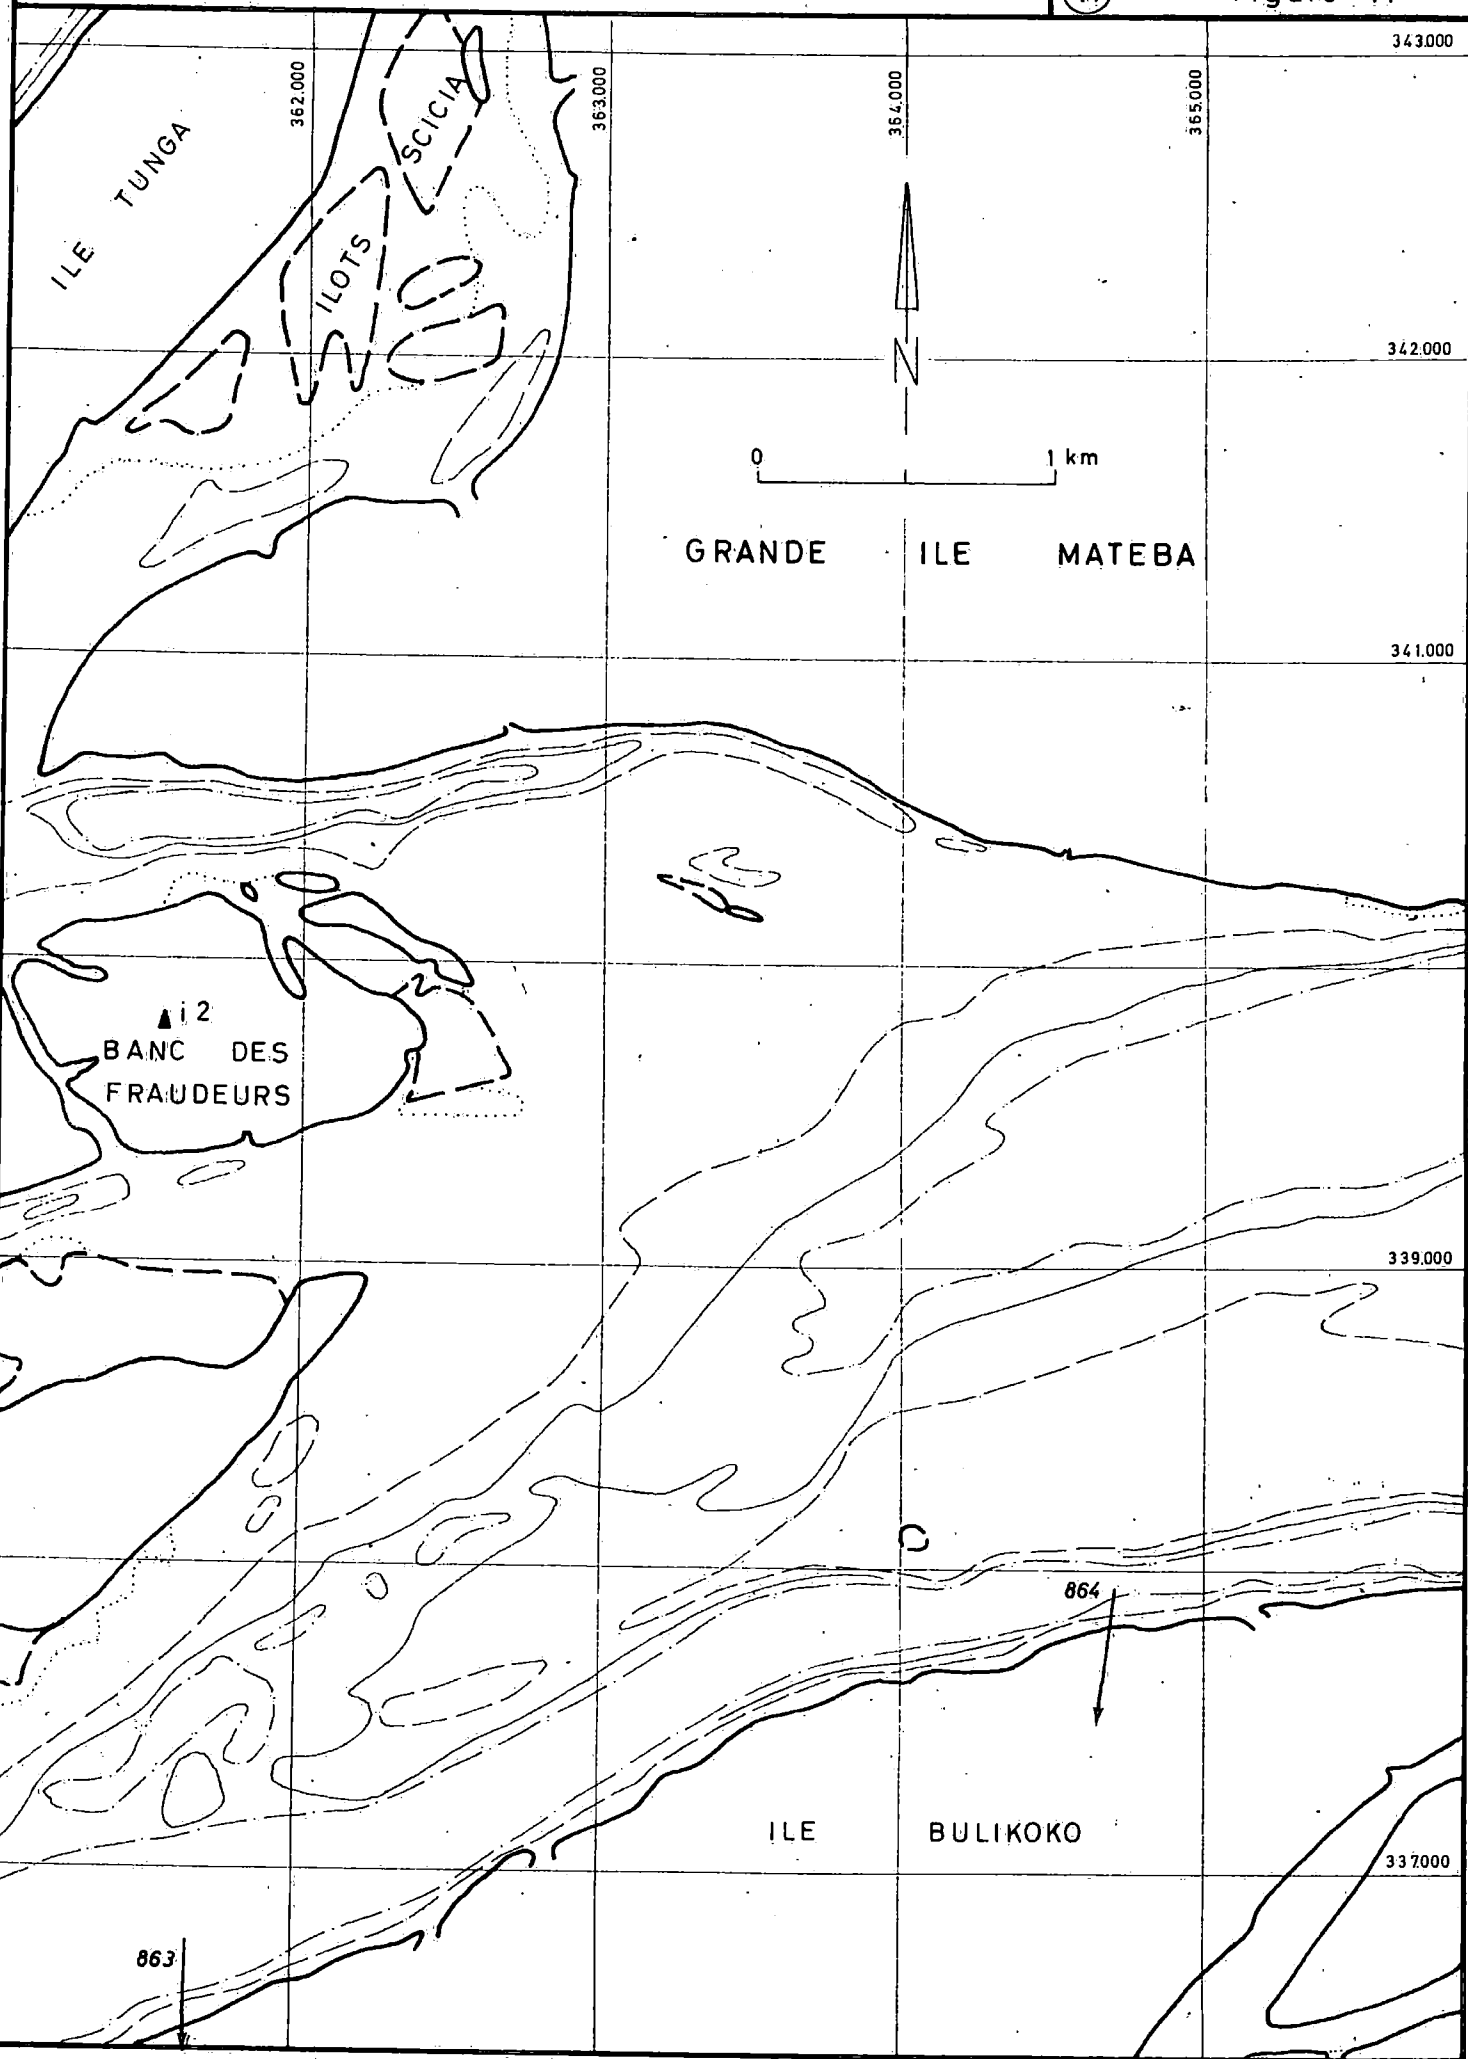 343.000
362.000
363.000
364.000
365.000
ILE TUNGA
SCICIA
ILOTS
342.000
N
0 1 km
GRANDE ILE MATEBA
341.000
i 2
BANC DES
FRAUDEURS
339.000
864
ILE BULIKOKO
337.000
863